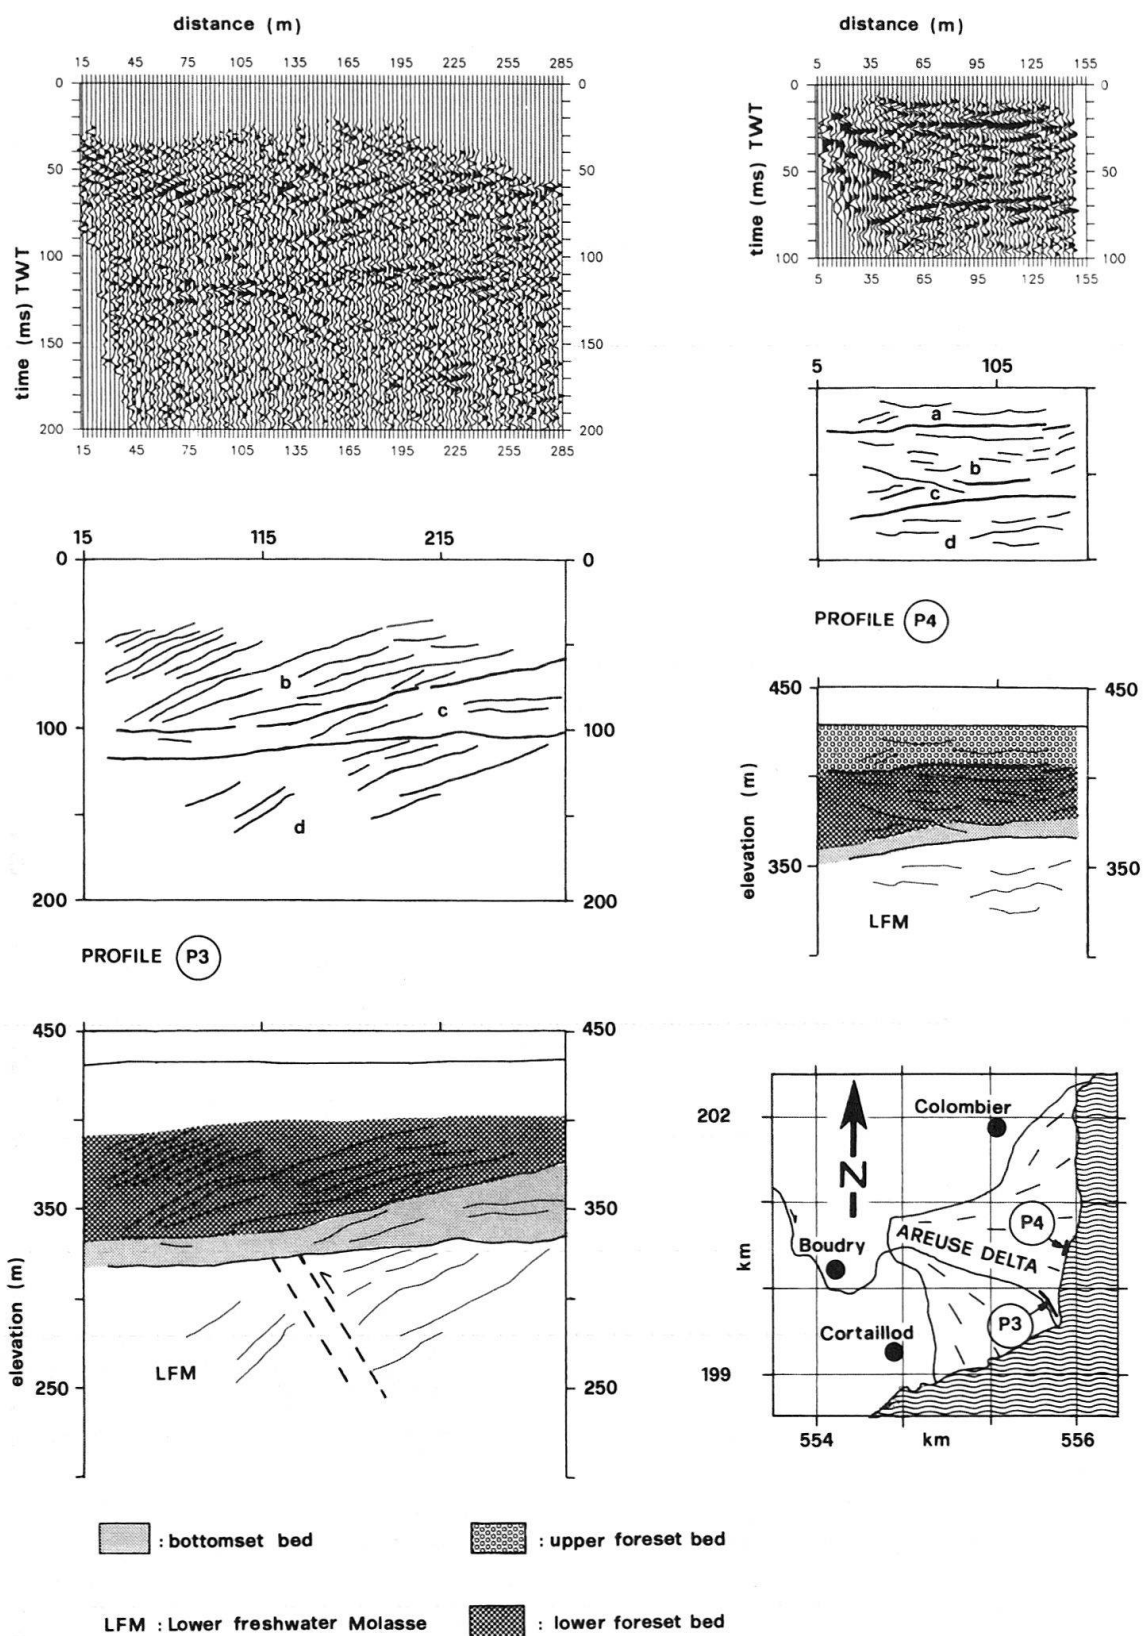 distance (m)
15 45 75 105 135 165 195 225 255 285
0 0
50 50
100 100
150 150
200 200
time (ms) TWT
15 45 75 105 135 165 195 225 255 285
distance (m)
5 35 65 95 125 155
0 0
50 50
100 100
time (ms) TWT
5 35 65 95 125 155
5 105
a
b
c
d
PROFILE P4
15 115 215
0 0
50
b
c
100 100
d
200 200
PROFILE P3
450 450
350 350
elevation (m)
LFM
450 450
350 350
250 250
elevation (m)
LFM
202
Colombier
N
P4
AREUSE DELTA
Boudry
km
P3
Cortaillod
199
554 km 556
: bottomset bed
: upper foreset bed
LFM : Lower freshwater Molasse
: lower foreset bed